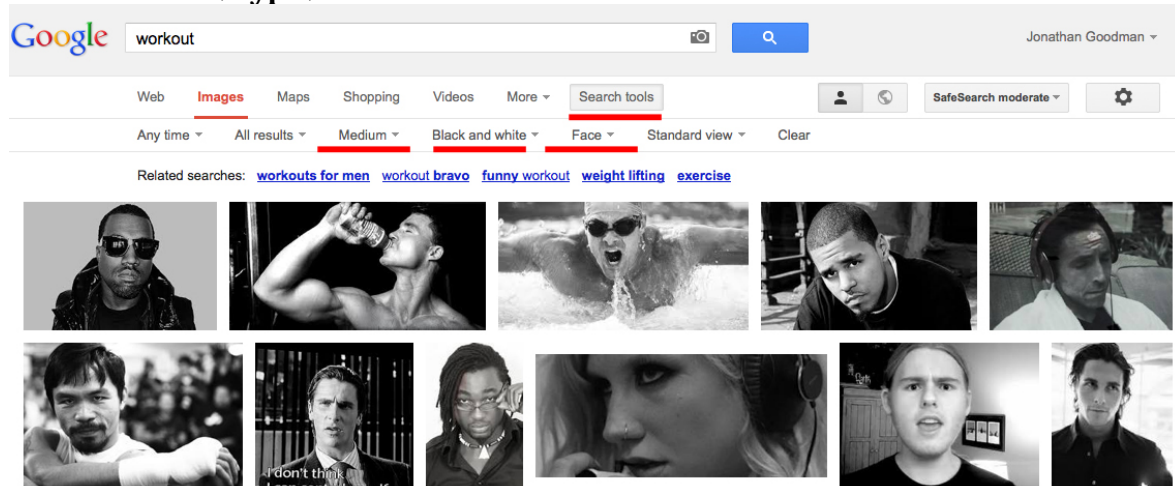 Google workout Jonathan Goodman
Web Images Maps Shopping Videos More Search tools SafeSearch moderate
Any time All results Medium Black and white Face Standard view Clear
Related searches: workouts for men workout bravo funny workout weight lifting exercise
I don't think